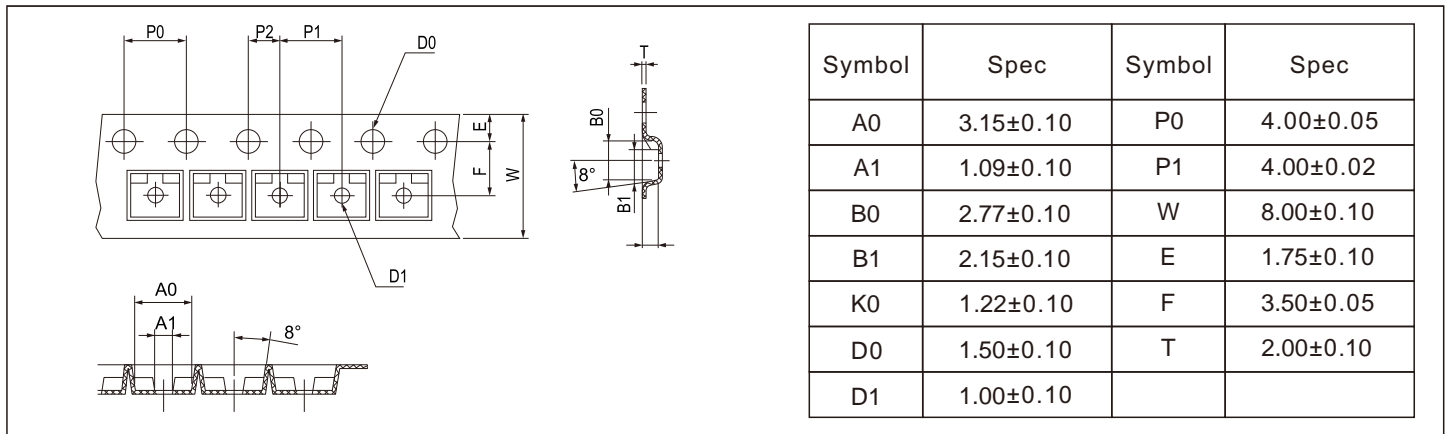 P0 P2 P1 D0
E
F
W
D1
A0
A1
8°
T
B0
8°
B1
Symbol Spec Symbol Spec
A0 3.15±0.10 P0 4.00±0.05
A1 1.09±0.10 P1 4.00±0.02
B0 2.77±0.10 W 8.00±0.10
B1 2.15±0.10 E 1.75±0.10
K0 1.22±0.10 F 3.50±0.05
D0 1.50±0.10 T 2.00±0.10
D1 1.00±0.10